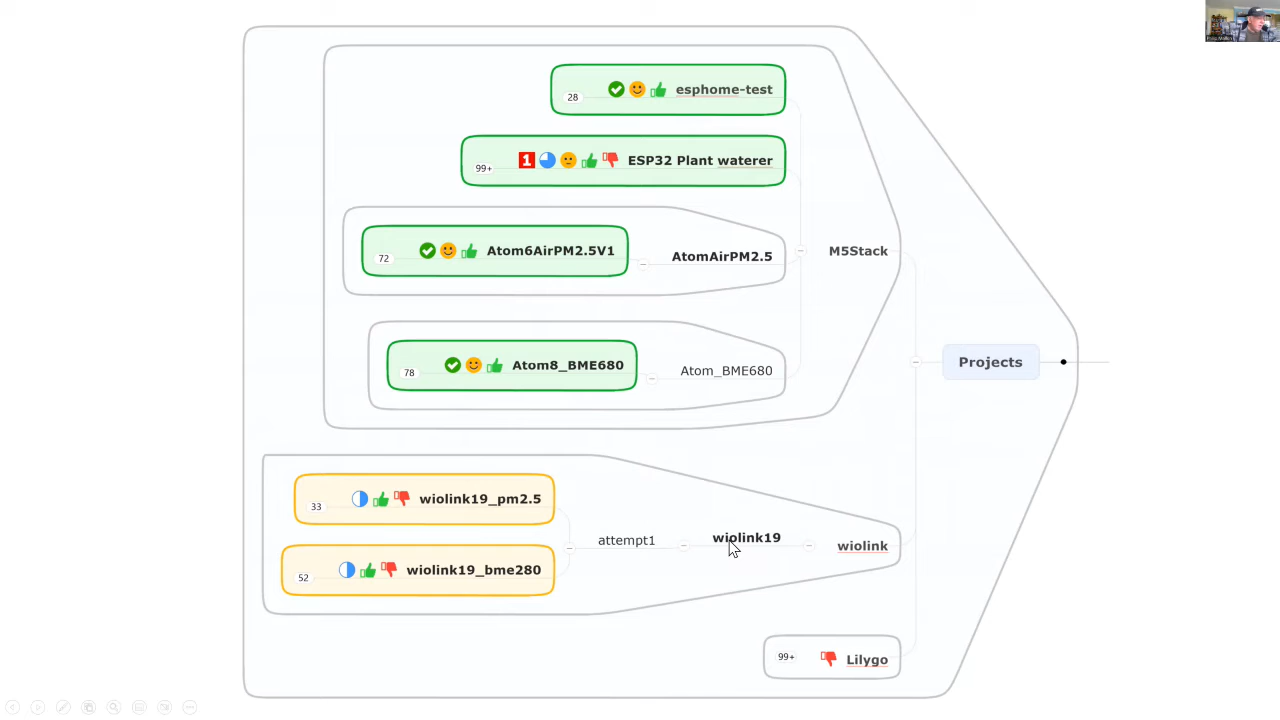 esphome-test
28
1
ESP32 Plant waterer
99+
Atom6AirPM2.5V1
72
AtomAirPM2.5
M5Stack
Atom8_BME680
78
Atom_BME680
Projects
wiolink19_pm2.5
33
attempt1
wiolink19
wiolink
wiolink19_bme280
52
99+
Lilygo